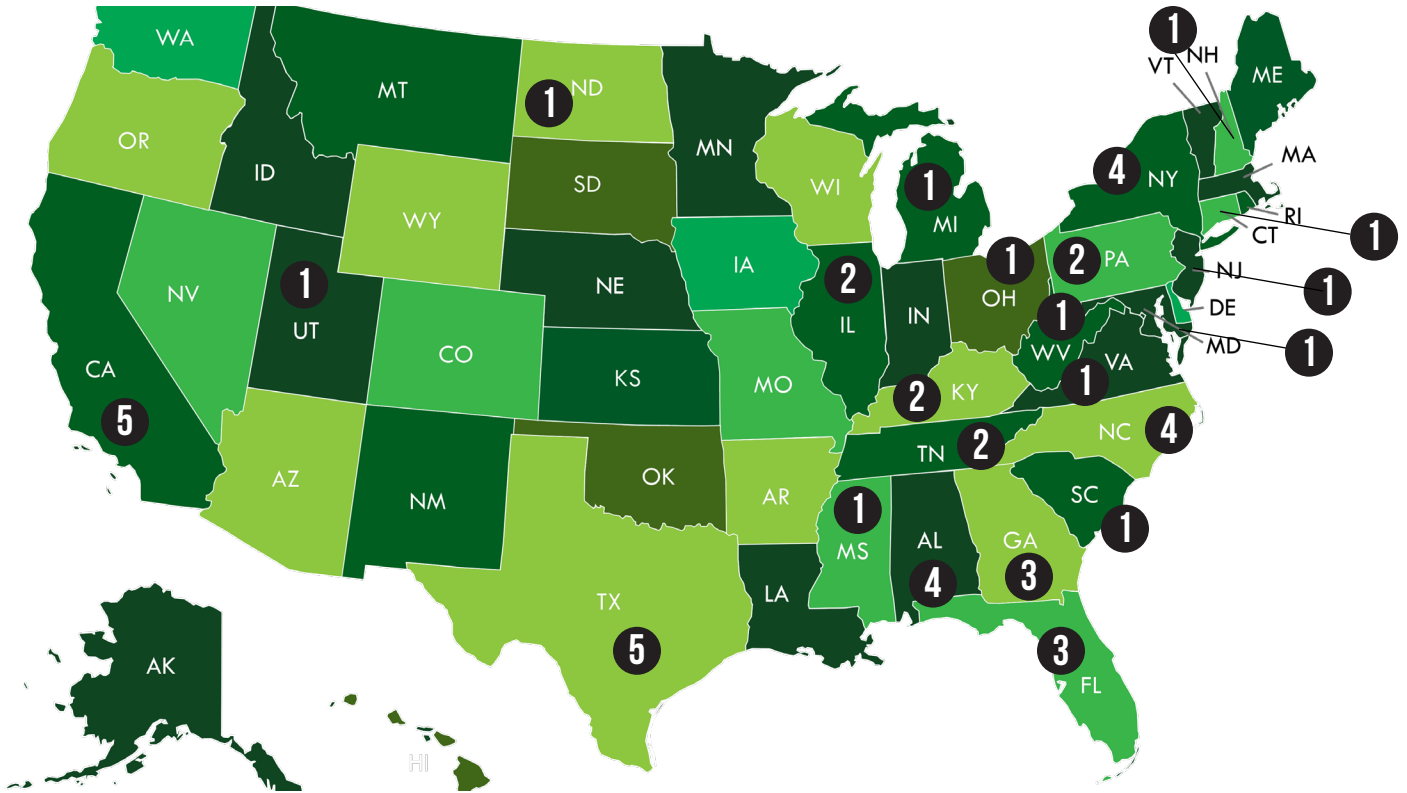 WA
MT
1
ND
MN
OR
ID
SD
WI
1
MI
1
VT
NH
ME
4
NY
MA
RI
CT
1
WY
NV
1
UT
NE
IA
2
IL
IN
1
OH
2
PA
NJ
1
DE
MD
1
CA
5
CO
KS
MO
2
KY
1
WV
VA
1
AZ
NM
OK
AR
TN
2
NC
4
1
MS
AL
4
GA
3
SC
1
TX
5
LA
3
FL
AK
HI